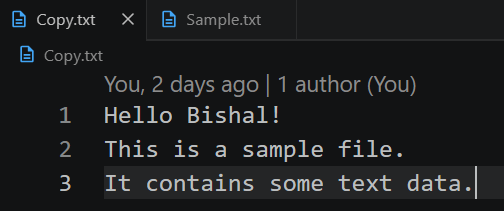 Copy.txt Sample.txt
Copy.txt
You, 2 days ago | 1 author (You)
1 Hello Bishal!
2 This is a sample file.
3 It contains some text data.